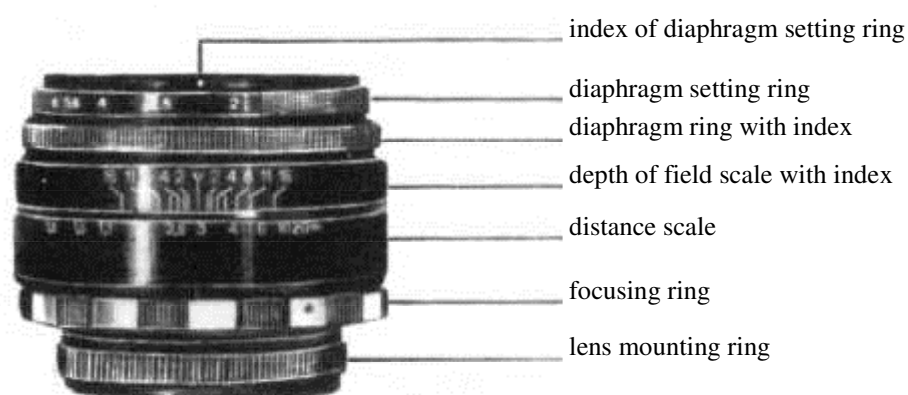 index of diaphragm setting ring
diaphragm setting ring
diaphragm ring with index
depth of field scale with index
distance scale
focusing ring
lens mounting ring